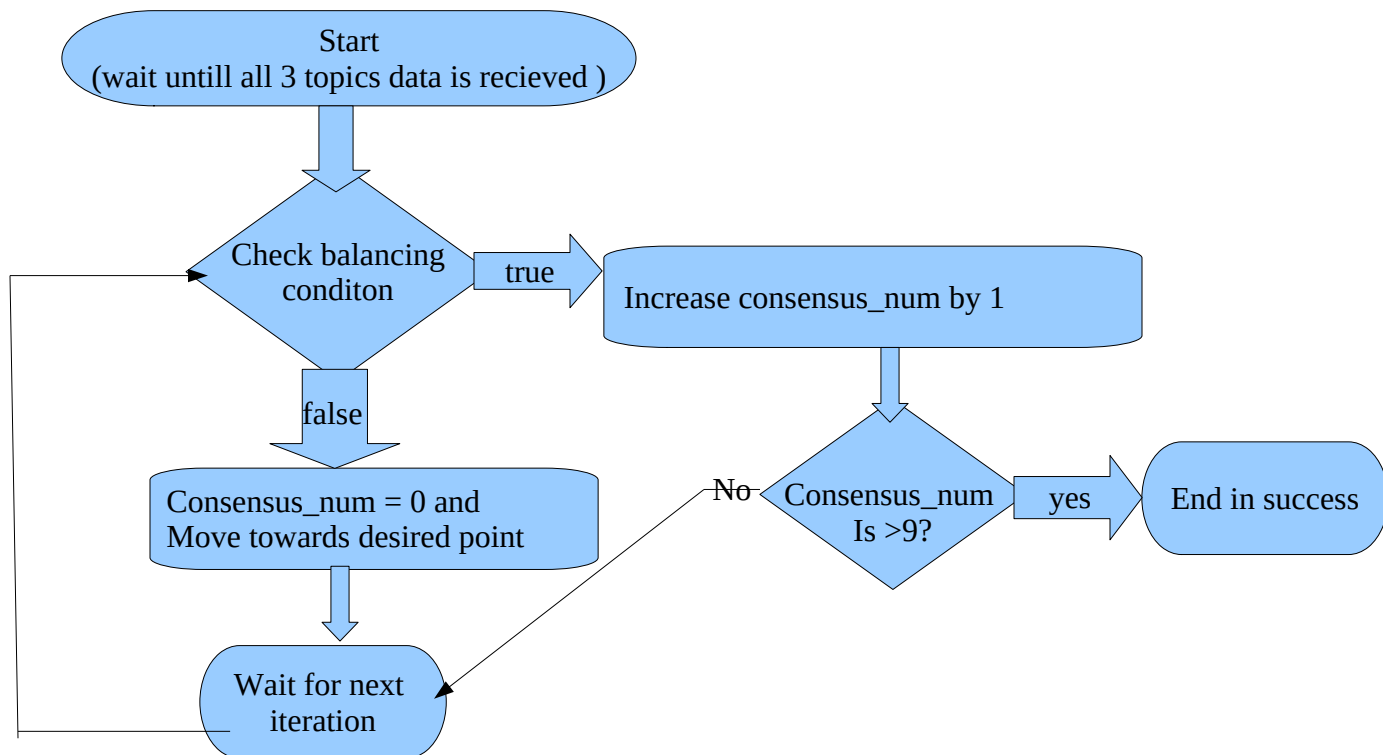 Start
(wait untill all 3 topics data is recieved )
Check balancing
conditon
true
Increase consensus_num by 1
false
Consensus_num = 0 and
Move towards desired point
No
Consensus_num
Is >9?
yes
End in success
Wait for next
iteration